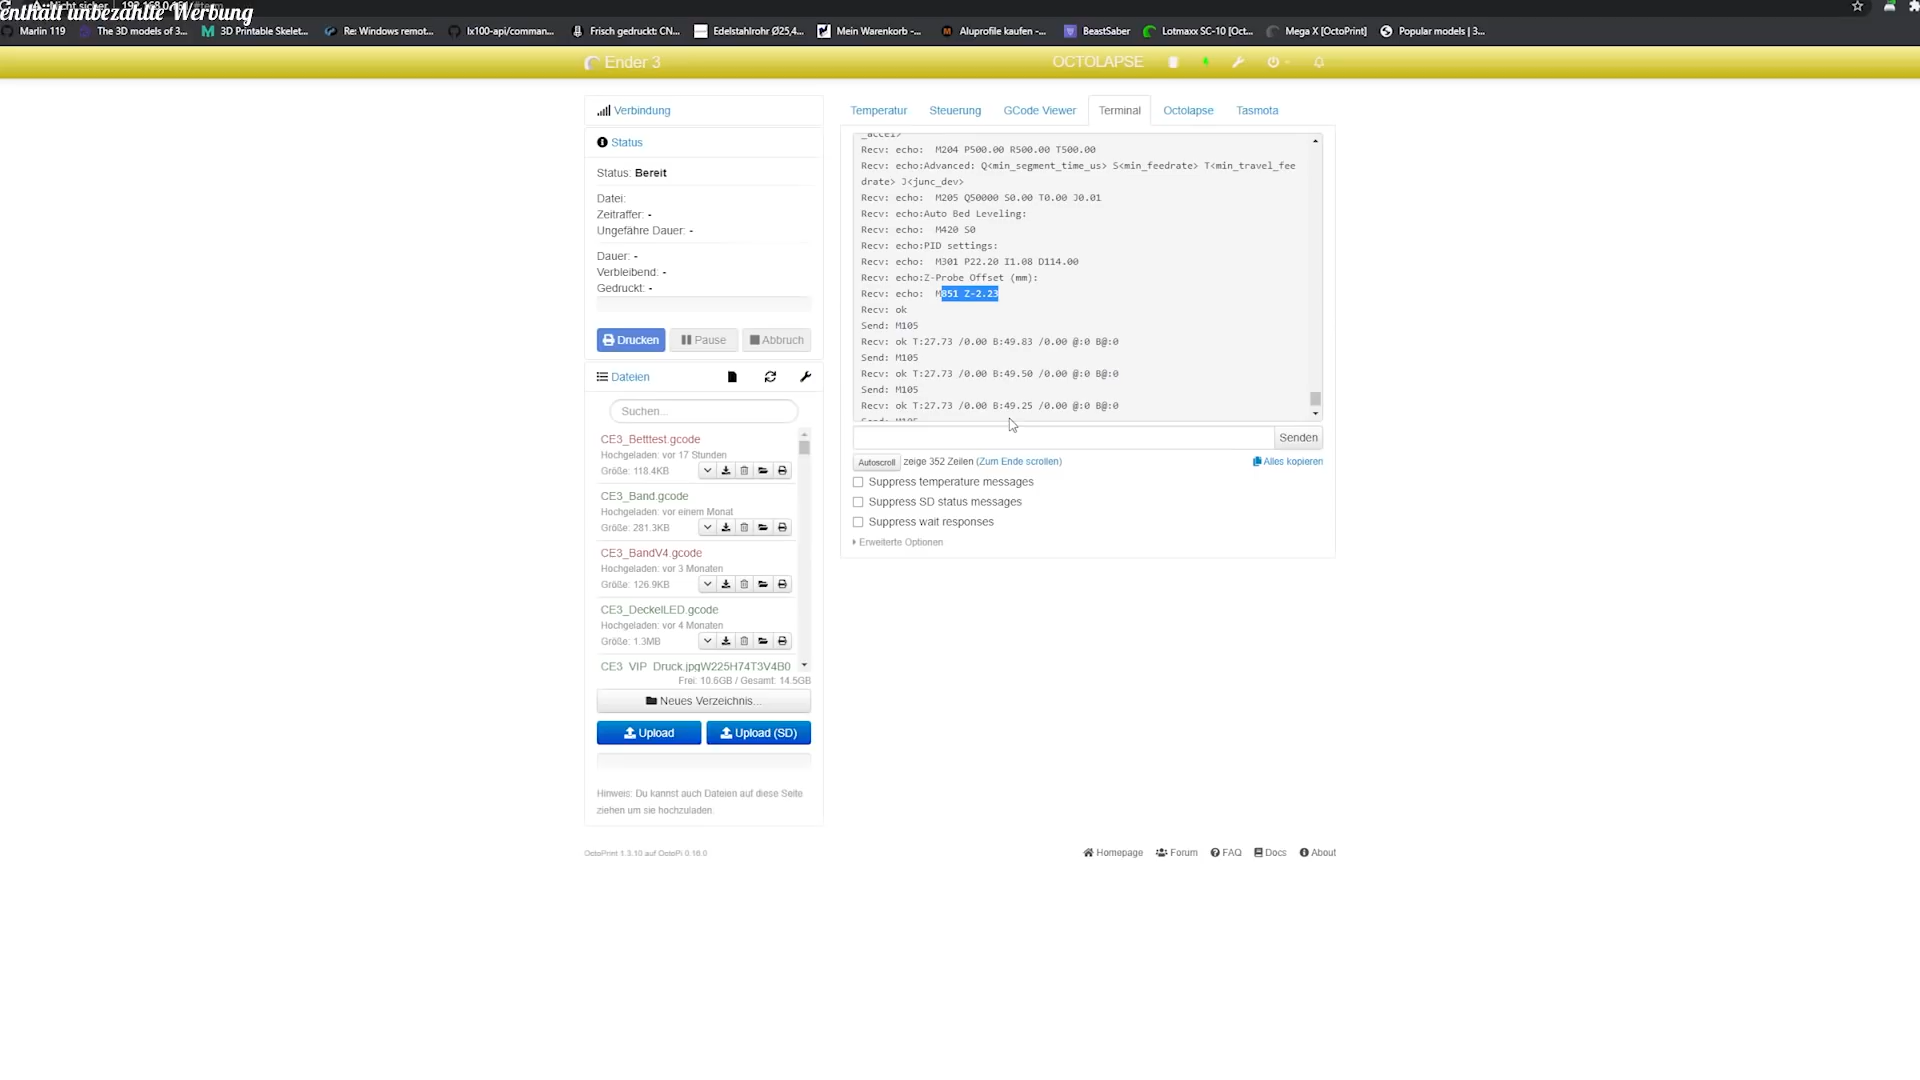 enthält unbezahlte Werbung
Nicht sicher 192.168.0.16 /#term
Marlin 119 The 3D models of 3... 3D Printable Skelet... Re: Windows remot... lx100-api/comman... Frisch gedruckt: CN... Edelstahlrohr Ø25,4... Mein Warenkorb -... Aluprofile kaufen -... BeastSaber Lotmaxx SC-10 [Oct... Mega X [OctoPrint] Popular models | 3...
Ender 3 OCTOLAPSE
Verbindung
Status
Status: Bereit
Datei:
Zeitraffer: -
Ungefähre Dauer: -
Dauer: -
Verbleibend: -
Gedruckt: -
Drucken Pause Abbruch
Dateien
Suchen...
CE3_Betttest.gcode
Hochgeladen: vor 17 Stunden
Größe: 118.4KB
CE3_Band.gcode
Hochgeladen: vor einem Monat
Größe: 281.3KB
CE3_BandV4.gcode
Hochgeladen: vor 3 Monaten
Größe: 126.9KB
CE3_DeckelLED.gcode
Hochgeladen: vor 4 Monaten
Größe: 1.3MB
CE3_VIP_Druck.jpgW225H74T3V4B0
Frei: 10.6GB / Gesamt: 14.5GB
Neues Verzeichnis...
Upload Upload (SD)
Hinweis: Du kannst auch Dateien auf diese Seite
ziehen um sie hochzuladen.
Temperatur Steuerung GCode Viewer Terminal Octolapse Tasmota
_accel>
Recv: echo:  M204 P500.00 R500.00 T500.00
Recv: echo:Advanced: Q<min_segment_time_us> S<min_feedrate> T<min_travel_fee
drate> J<junc_dev>
Recv: echo:  M205 Q50000 S0.00 T0.00 J0.01
Recv: echo:Auto Bed Leveling:
Recv: echo:  M420 S0
Recv: echo:PID settings:
Recv: echo:  M301 P22.20 I1.08 D114.00
Recv: echo:Z-Probe Offset (mm):
Recv: echo:  M851 Z-2.23
Recv: ok
Send: M105
Recv: ok T:27.73 /0.00 B:49.83 /0.00 @:0 B@:0
Send: M105
Recv: ok T:27.73 /0.00 B:49.50 /0.00 @:0 B@:0
Send: M105
Recv: ok T:27.73 /0.00 B:49.25 /0.00 @:0 B@:0
Send: M105
Senden
Autoscroll zeige 352 Zeilen (Zum Ende scrollen) Alles kopieren
Suppress temperature messages
Suppress SD status messages
Suppress wait responses
Erweiterte Optionen
OctoPrint 1.3.10 auf OctoPi 0.16.0
Homepage Forum FAQ Docs About